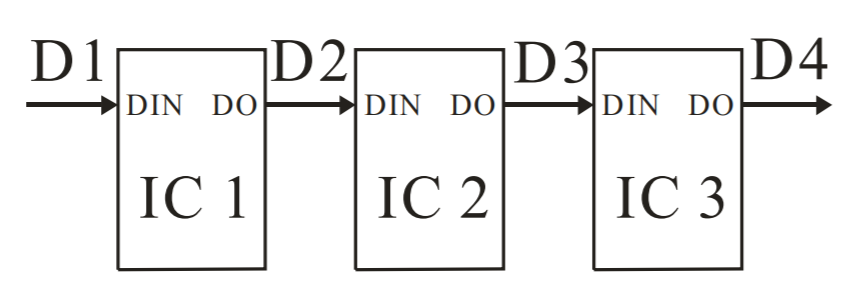 D1 D2 D3 D4
DIN DO DIN DO DIN DO
IC 1 IC 2 IC 3